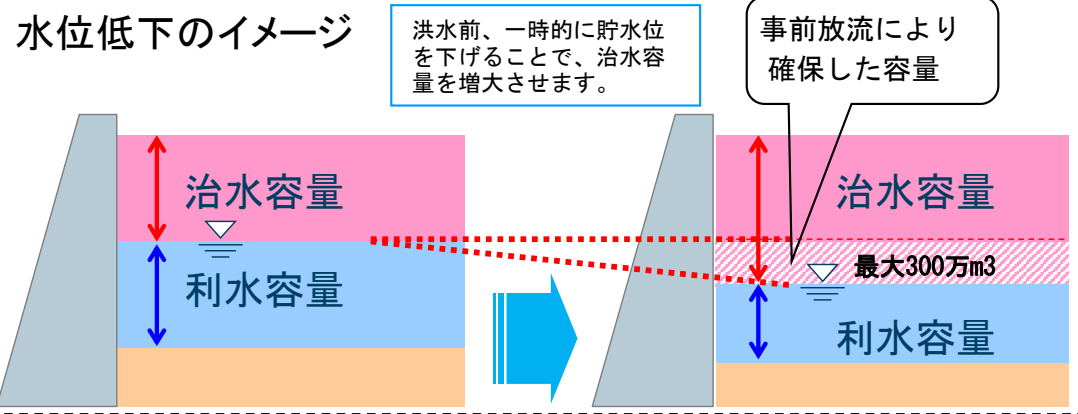 水位低下のイメージ
洪水前、一時的に貯水位
を下げることで、治水容
量を増大させます。
事前放流により
確保した容量
治水容量
利水容量
治水容量
最大300万m3
利水容量